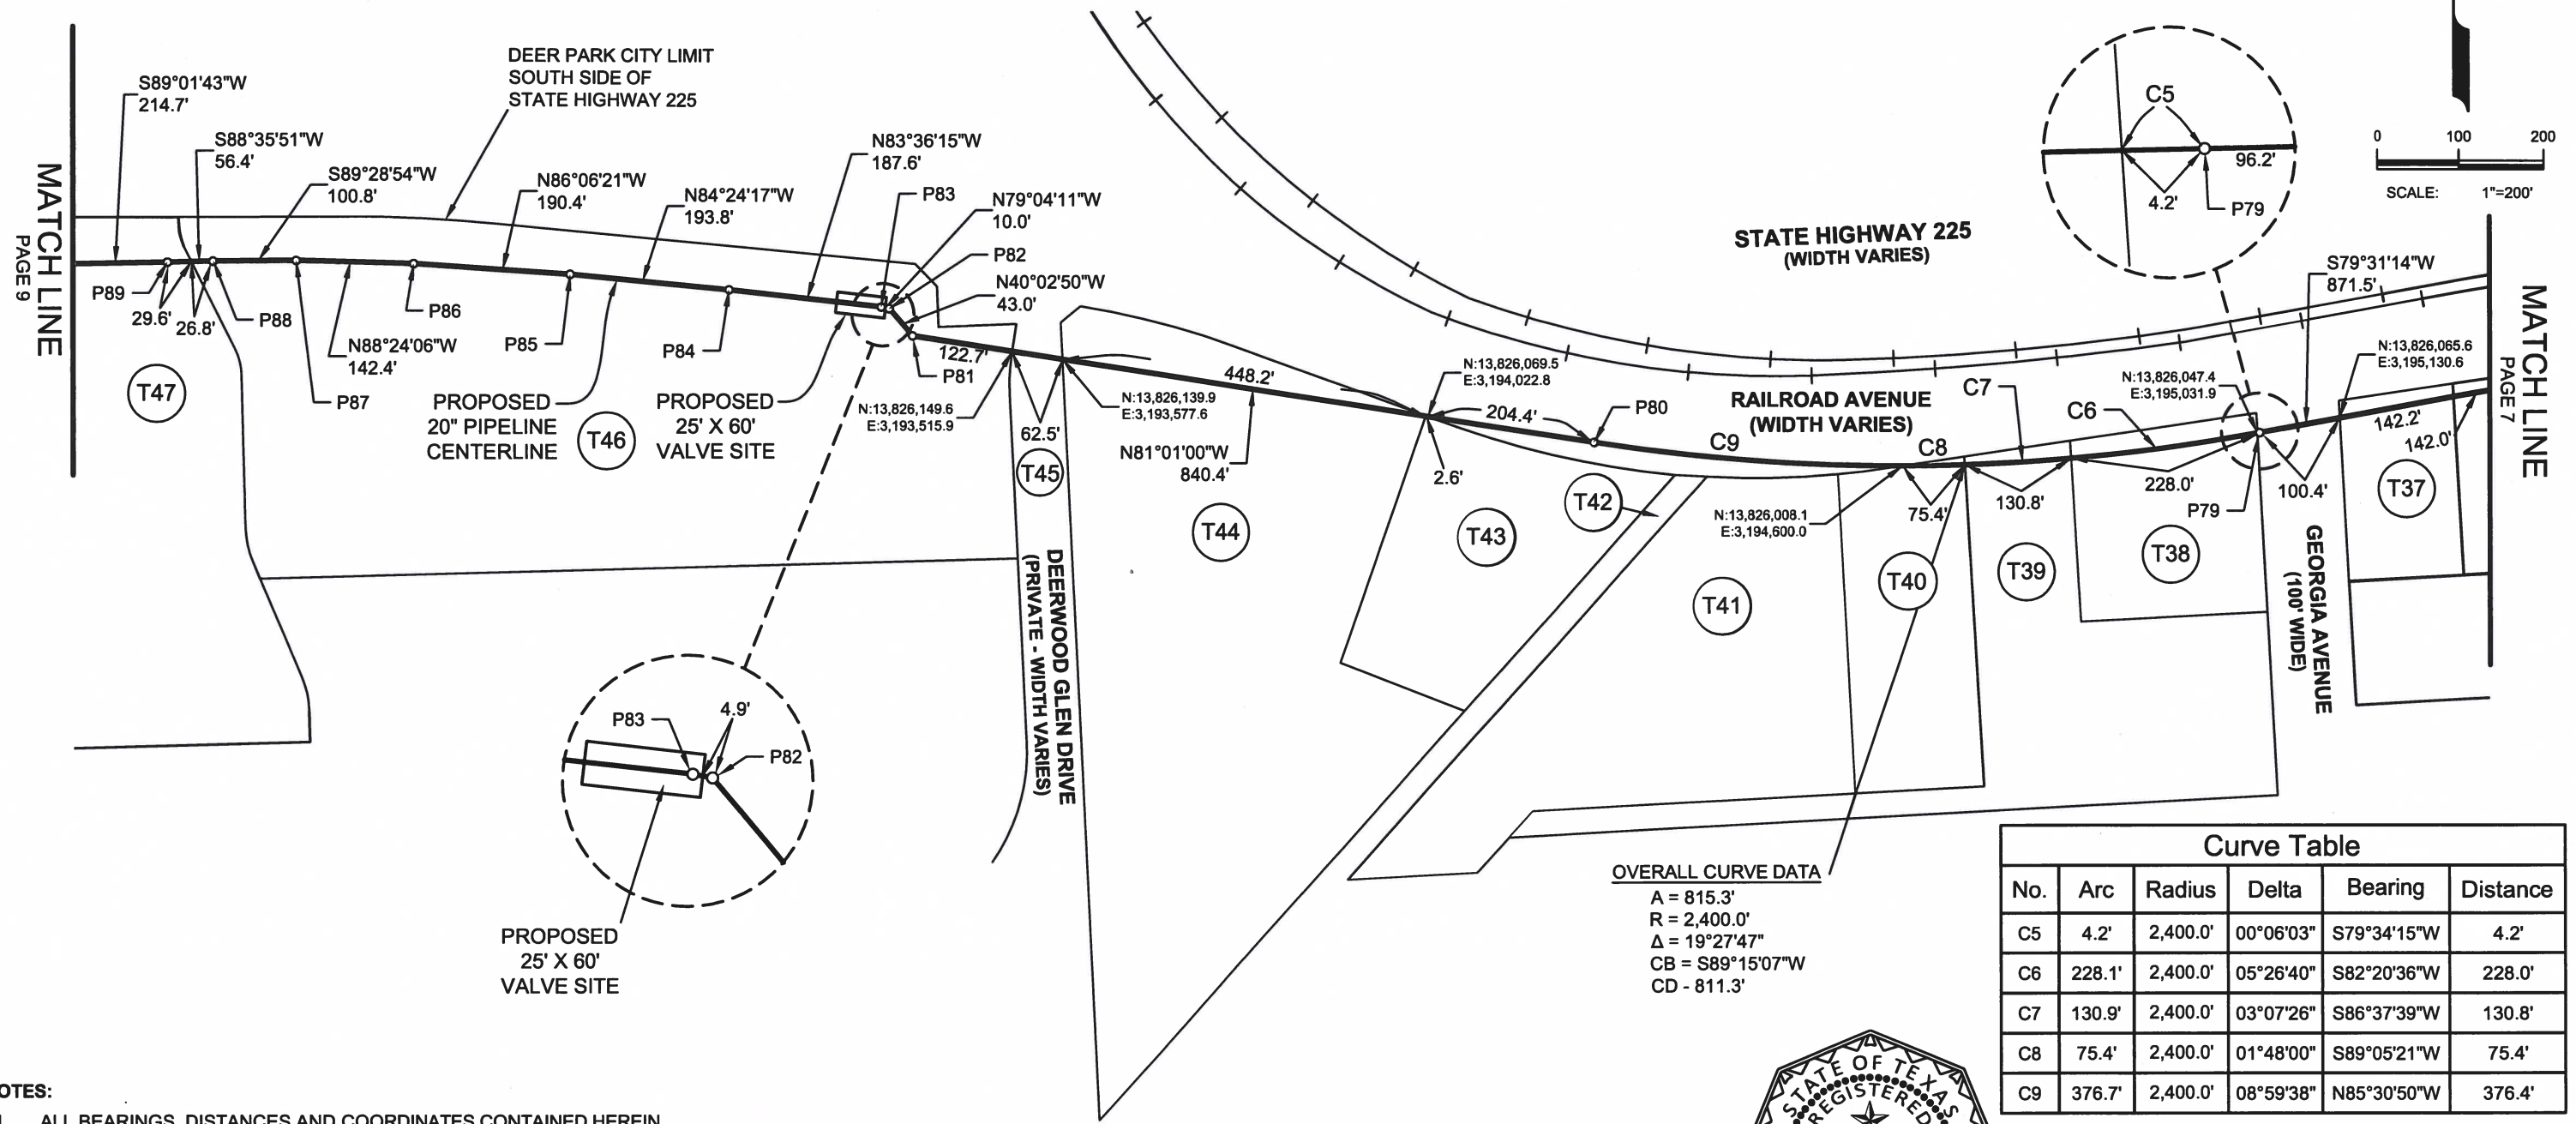 DEER PARK CITY LIMIT
SOUTH SIDE OF
STATE HIGHWAY 225
S89°01'43"W
214.7'
S88°35'51"W
56.4'
S89°28'54"W
100.8'
N86°06'21"W
190.4'
N84°24'17"W
193.8'
N83°36'15"W
187.6'
P83
N79°04'11"W
10.0'
P82
N40°02'50"W
43.0'
MATCH LINE
PAGE 9
P89
29.6'
26.8'
P88
P87
N88°24'06"W
142.4'
P86
P85
P84
P81
122.7'
T47
PROPOSED
20" PIPELINE
CENTERLINE
T46
PROPOSED
25' X 60'
VALVE SITE
N:13,826,149.6
E:3,193,515.9
62.5'
T45
N:13,826,139.9
E:3,193,577.6
448.2'
N81°01'00"W
840.4'
T44
DEERWOOD GLEN DRIVE
(PRIVATE - WIDTH VARIES)
N:13,826,069.5
E:3,194,022.8
204.4'
P80
2.6'
T43
T42
T41
STATE HIGHWAY 225
(WIDTH VARIES)
RAILROAD AVENUE
(WIDTH VARIES)
C9
C8
C7
C6
N:13,826,008.1
E:3,194,600.0
75.4'
130.8'
228.0'
T40
T39
T38
C5
96.2'
4.2'
P79
0 100 200
SCALE: 1"=200'
S79°31'14"W
871.5'
N:13,826,047.4
E:3,195,031.9
N:13,826,065.6
E:3,195,130.6
P79
100.4'
142.2'
142.0'
T37
GEORGIA AVENUE
(100' WIDE)
MATCH LINE
PAGE 7
P83
4.9'
P82
PROPOSED
25' X 60'
VALVE SITE
OVERALL CURVE DATA
A = 815.3'
R = 2,400.0'
Δ = 19°27'47"
CB = S89°15'07"W
CD - 811.3'
Curve Table
No. Arc Radius Delta Bearing Distance
C5 4.2' 2,400.0' 00°06'03" S79°34'15"W 4.2'
C6 228.1' 2,400.0' 05°26'40" S82°20'36"W 228.0'
C7 130.9' 2,400.0' 03°07'26" S86°37'39"W 130.8'
C8 75.4' 2,400.0' 01°48'00" S89°05'21"W 75.4'
C9 376.7' 2,400.0' 08°59'38" N85°30'50"W 376.4'
STATE OF TEXAS
REGISTERED
OTES:
ALL BEARINGS, DISTANCES AND COORDINATES CONTAINED HEREIN